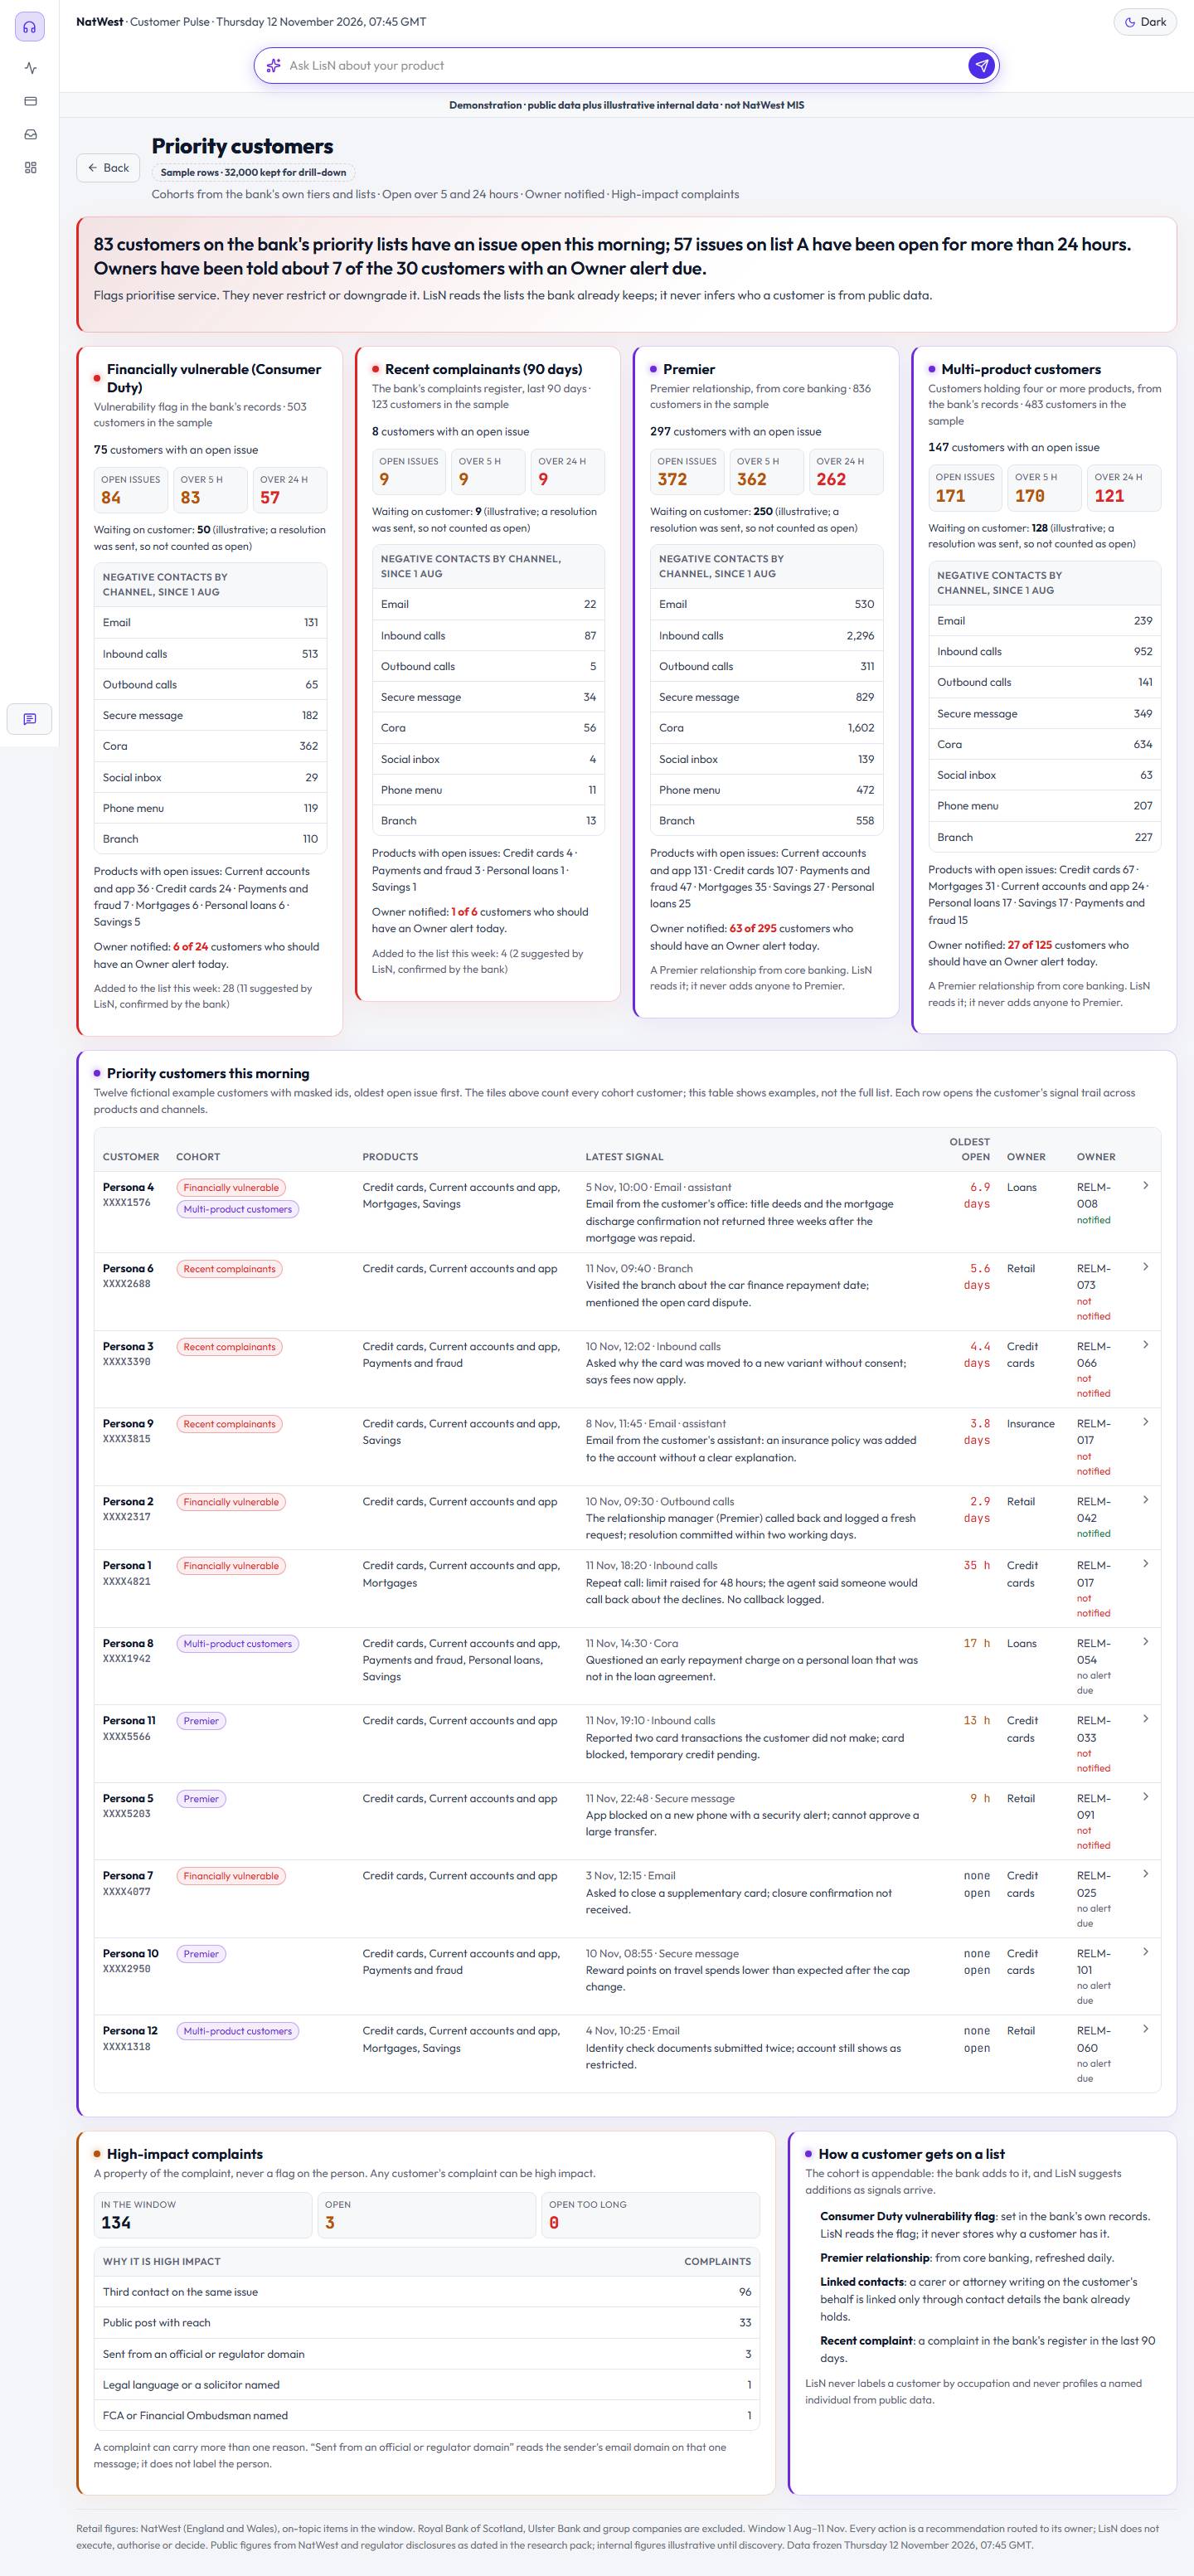 NatWest · Customer Pulse · Thursday 12 November 2026, 07:45 GMT
Dark
Ask LisN about your product
Demonstration · public data plus illustrative internal data · not NatWest MIS
Back
Priority customers
Sample rows · 32,000 kept for drill-down
Cohorts from the bank's own tiers and lists · Open over 5 and 24 hours · Owner notified · High-impact complaints
83 customers on the bank's priority lists have an issue open this morning; 57 issues on list A have been open for more than 24 hours.
Owners have been told about 7 of the 30 customers with an Owner alert due.
Flags prioritise service. They never restrict or downgrade it. LisN reads the lists the bank already keeps; it never infers who a customer is from public data.
Financially vulnerable (Consumer
Duty)
Vulnerability flag in the bank's records · 503
customers in the sample
75 customers with an open issue
OPEN ISSUES OVER 5 H OVER 24 H
84 83 57
Waiting on customer: 50 (illustrative; a resolution
was sent, so not counted as open)
NEGATIVE CONTACTS BY
CHANNEL, SINCE 1 AUG
Email 131
Inbound calls 513
Outbound calls 65
Secure message 182
Cora 362
Social inbox 29
Phone menu 119
Branch 110
Products with open issues: Current accounts
and app 36 · Credit cards 24 · Payments and
fraud 7 · Mortgages 6 · Personal loans 6 ·
Savings 5
Owner notified: 6 of 24 customers who should
have an Owner alert today.
Added to the list this week: 28 (11 suggested by
LisN, confirmed by the bank)
Recent complainants (90 days)
The bank's complaints register, last 90 days ·
123 customers in the sample
8 customers with an open issue
OPEN ISSUES OVER 5 H OVER 24 H
9 9 9
Waiting on customer: 9 (illustrative; a resolution
was sent, so not counted as open)
NEGATIVE CONTACTS BY CHANNEL,
SINCE 1 AUG
Email 22
Inbound calls 87
Outbound calls 5
Secure message 34
Cora 56
Social inbox 4
Phone menu 11
Branch 13
Products with open issues: Credit cards 4 ·
Payments and fraud 3 · Personal loans 1 ·
Savings 1
Owner notified: 1 of 6 customers who should
have an Owner alert today.
Added to the list this week: 4 (2 suggested by
LisN, confirmed by the bank)
Premier
Premier relationship, from core banking · 836
customers in the sample
297 customers with an open issue
OPEN ISSUES OVER 5 H OVER 24 H
372 362 262
Waiting on customer: 250 (illustrative; a
resolution was sent, so not counted as open)
NEGATIVE CONTACTS BY
CHANNEL, SINCE 1 AUG
Email 530
Inbound calls 2,296
Outbound calls 311
Secure message 829
Cora 1,602
Social inbox 139
Phone menu 472
Branch 558
Products with open issues: Current accounts
and app 131 · Credit cards 107 · Payments and
fraud 47 · Mortgages 35 · Savings 27 · Personal
loans 25
Owner notified: 63 of 295 customers who
should have an Owner alert today.
A Premier relationship from core banking. LisN
reads it; it never adds anyone to Premier.
Multi-product customers
Customers holding four or more products, from
the bank's records · 483 customers in the
sample
147 customers with an open issue
OPEN ISSUES OVER 5 H OVER 24 H
171 170 121
Waiting on customer: 128 (illustrative; a
resolution was sent, so not counted as open)
NEGATIVE CONTACTS BY
CHANNEL, SINCE 1 AUG
Email 239
Inbound calls 952
Outbound calls 141
Secure message 349
Cora 634
Social inbox 63
Phone menu 207
Branch 227
Products with open issues: Credit cards 67 ·
Mortgages 31 · Current accounts and app 24 ·
Personal loans 17 · Savings 17 · Payments and
fraud 15
Owner notified: 27 of 125 customers who
should have an Owner alert today.
A Premier relationship from core banking. LisN
reads it; it never adds anyone to Premier.
Priority customers this morning
Twelve fictional example customers with masked ids, oldest open issue first. The tiles above count every cohort customer; this table shows examples, not the full list. Each row opens the customer's signal trail across
products and channels.
OLDEST
CUSTOMER COHORT PRODUCTS LATEST SIGNAL OPEN OWNER OWNER
Persona 4 Financially vulnerable Credit cards, Current accounts and app, 5 Nov, 10:00 · Email · assistant 6.9 Loans RELM-
XXXX1576 Multi-product customers Mortgages, Savings Email from the customer's office: title deeds and the mortgage days 008
discharge confirmation not returned three weeks after the notified
mortgage was repaid.
Persona 6 Recent complainants Credit cards, Current accounts and app 11 Nov, 09:40 · Branch 5.6 Retail RELM-
XXXX2688 Visited the branch about the car finance repayment date; days 073
mentioned the open card dispute. not
notified
Persona 3 Recent complainants Credit cards, Current accounts and app, 10 Nov, 12:02 · Inbound calls 4.4 Credit RELM-
XXXX3390 Payments and fraud Asked why the card was moved to a new variant without consent; days cards 066
says fees now apply. not
notified
Persona 9 Recent complainants Credit cards, Current accounts and app, 8 Nov, 11:45 · Email · assistant 3.8 Insurance RELM-
XXXX3815 Savings Email from the customer's assistant: an insurance policy was added days 017
to the account without a clear explanation. not
notified
Persona 2 Financially vulnerable Credit cards, Current accounts and app 10 Nov, 09:30 · Outbound calls 2.9 Retail RELM-
XXXX2317 The relationship manager (Premier) called back and logged a fresh days 042
request; resolution committed within two working days. notified
Persona 1 Financially vulnerable Credit cards, Current accounts and app, 11 Nov, 18:20 · Inbound calls 35 h Credit RELM-
XXXX4821 Mortgages Repeat call: limit raised for 48 hours; the agent said someone would cards 017
call back about the declines. No callback logged. not
notified
Persona 8 Multi-product customers Credit cards, Current accounts and app, 11 Nov, 14:30 · Cora 17 h Loans RELM-
XXXX1942 Payments and fraud, Personal loans, Questioned an early repayment charge on a personal loan that was 054
Savings not in the loan agreement. no alert
due
Persona 11 Premier Credit cards, Current accounts and app 11 Nov, 19:10 · Inbound calls 13 h Credit RELM-
XXXX5566 Reported two card transactions the customer did not make; card cards 033
blocked, temporary credit pending. not
notified
Persona 5 Premier Credit cards, Current accounts and app 11 Nov, 22:48 · Secure message 9 h Retail RELM-
XXXX5203 App blocked on a new phone with a security alert; cannot approve a 091
large transfer. not
notified
Persona 7 Financially vulnerable Credit cards, Current accounts and app 3 Nov, 12:15 · Email none Credit RELM-
XXXX4077 Asked to close a supplementary card; closure confirmation not open cards 025
received. no alert
due
Persona 10 Premier Credit cards, Current accounts and app, 10 Nov, 08:55 · Secure message none Credit RELM-
XXXX2950 Payments and fraud Reward points on travel spends lower than expected after the cap open cards 101
change. no alert
due
Persona 12 Multi-product customers Credit cards, Current accounts and app, 4 Nov, 10:25 · Email none Retail RELM-
XXXX1318 Mortgages, Savings Identity check documents submitted twice; account still shows as open 060
restricted. no alert
due
High-impact complaints
A property of the complaint, never a flag on the person. Any customer's complaint can be high impact.
IN THE WINDOW OPEN OPEN TOO LONG
134 3 0
WHY IT IS HIGH IMPACT COMPLAINTS
Third contact on the same issue 96
Public post with reach 33
Sent from an official or regulator domain 3
Legal language or a solicitor named 1
FCA or Financial Ombudsman named 1
A complaint can carry more than one reason. “Sent from an official or regulator domain” reads the sender's email domain on that one
message; it does not label the person.
How a customer gets on a list
The cohort is appendable: the bank adds to it, and LisN suggests
additions as signals arrive.
Consumer Duty vulnerability flag: set in the bank's own records.
LisN reads the flag; it never stores why a customer has it.
Premier relationship: from core banking, refreshed daily.
Linked contacts: a carer or attorney writing on the customer's
behalf is linked only through contact details the bank already
holds.
Recent complaint: a complaint in the bank's register in the last 90
days.
LisN never labels a customer by occupation and never profiles a named
individual from public data.
Retail figures: NatWest (England and Wales), on-topic items in the window. Royal Bank of Scotland, Ulster Bank and group companies are excluded. Window 1 Aug–11 Nov. Every action is a recommendation routed to its owner; LisN does not
execute, authorise or decide. Public figures from NatWest and regulator disclosures as dated in the research pack; internal figures illustrative until discovery. Data frozen Thursday 12 November 2026, 07:45 GMT.